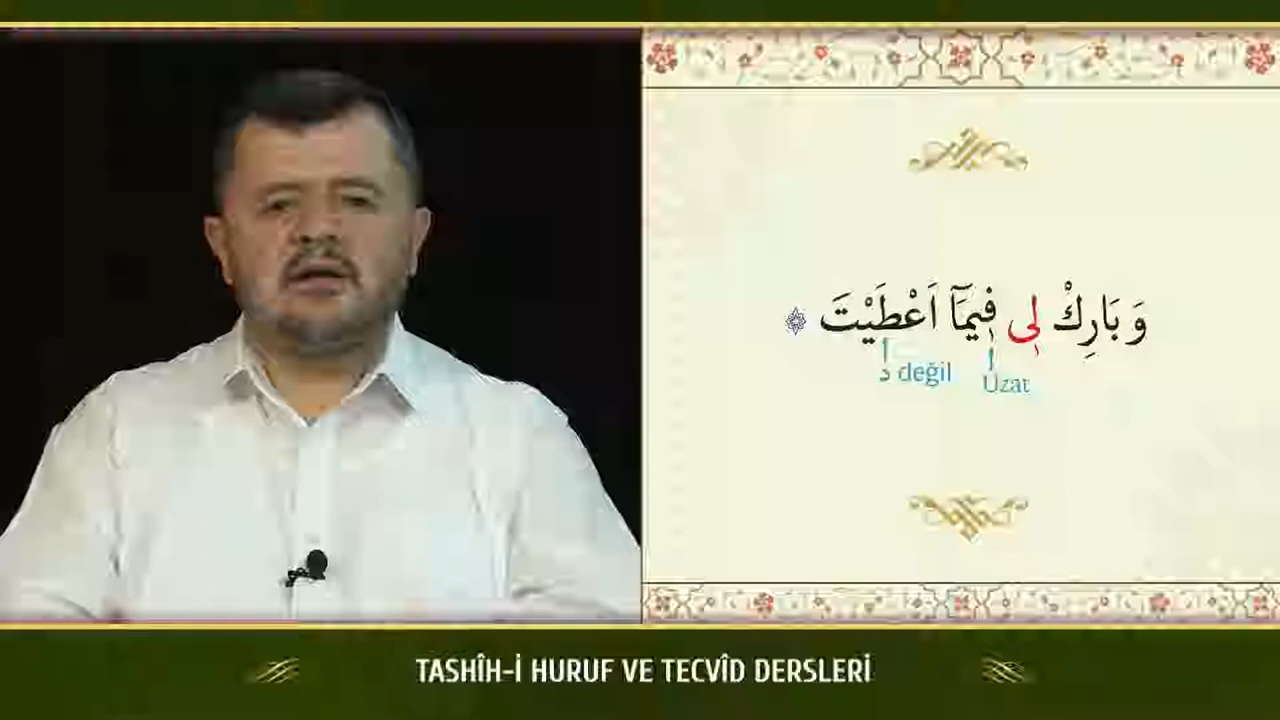 وَبَارِكْ لِى فِيمَآ اَعْطَيْتَ
د değil
Uzat
TASHÎH-İ HURUF VE TECVÎD DERSLERİ